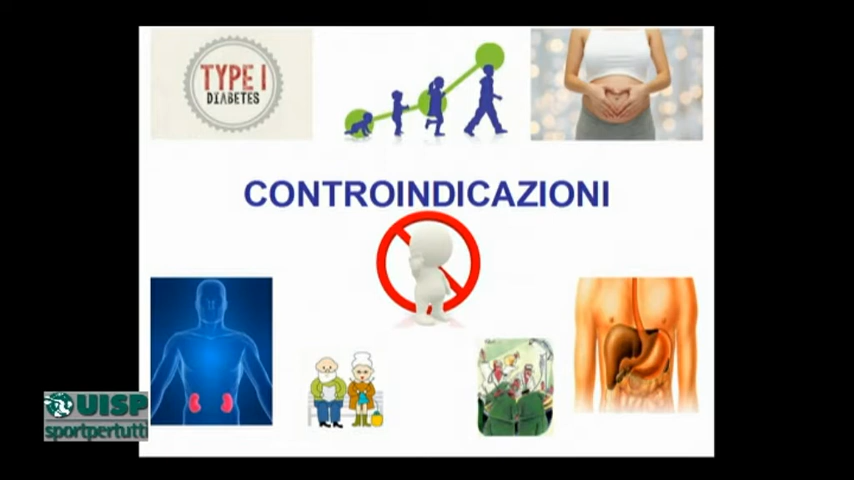 TYPE I
DIABETES
CONTROINDICAZIONI
UISP
sportpertutti